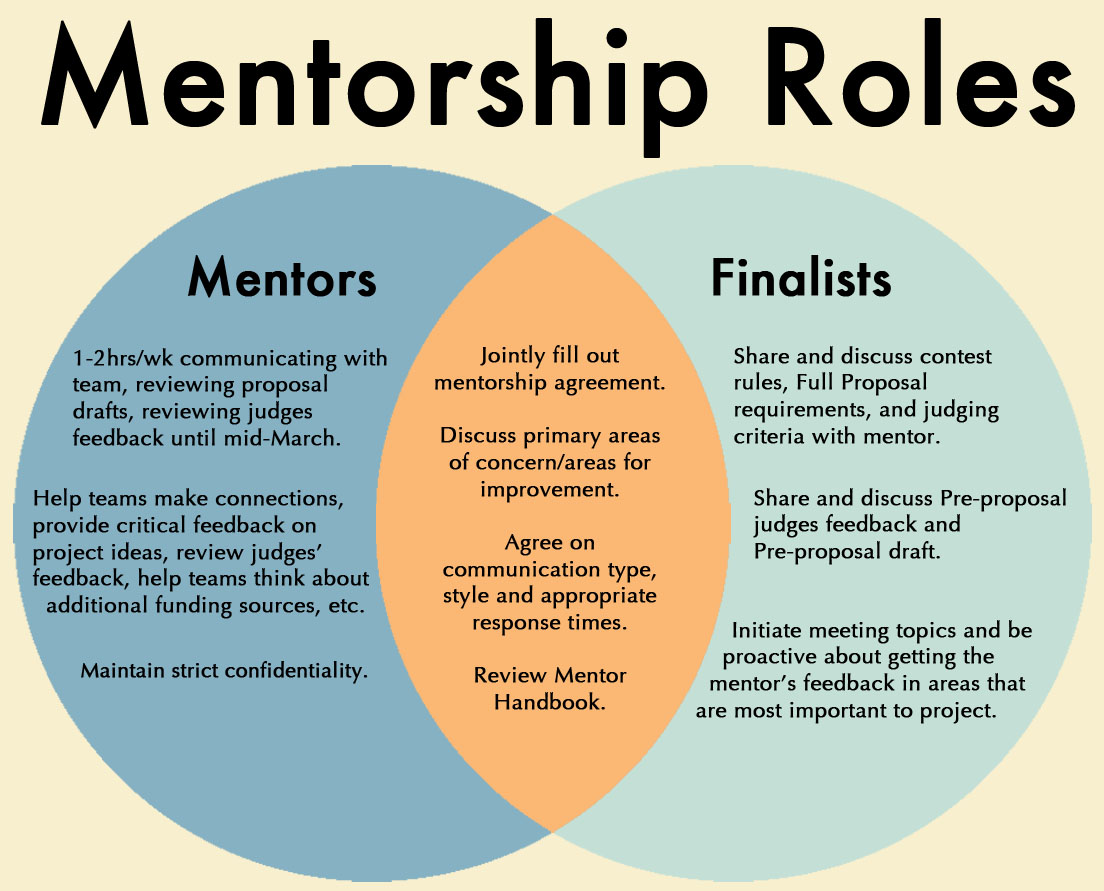 Mentorship Roles
Mentors
1-2hrs/wk communicating with
team, reviewing proposal
drafts, reviewing judges
feedback until mid-March.
Help teams make connections,
provide critical feedback on
project ideas, review judges’
feedback, help teams think about
additional funding sources, etc.
Maintain strict confidentiality.
Jointly fill out
mentorship agreement.
Discuss primary areas
of concern/areas for
improvement.
Agree on
communication type,
style and appropriate
response times.
Review Mentor
Handbook.
Finalists
Share and discuss contest
rules, Full Proposal
requirements, and judging
criteria with mentor.
Share and discuss Pre-proposal
judges feedback and
Pre-proposal draft.
Initiate meeting topics and be
proactive about getting the
mentor’s feedback in areas that
are most important to project.